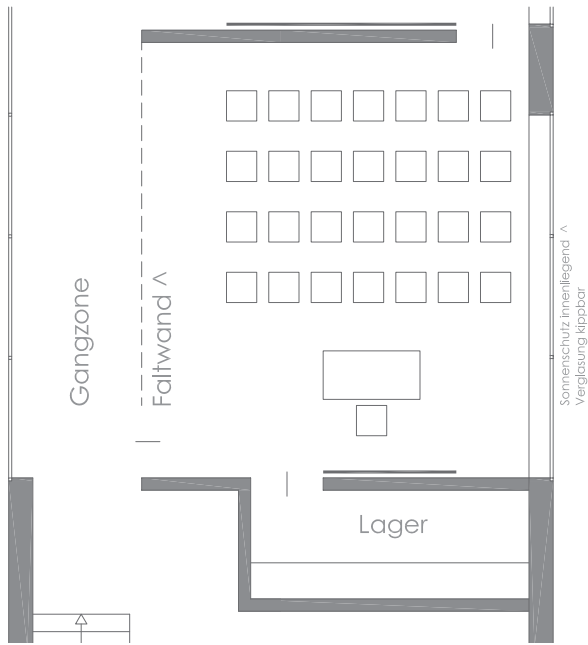 Gangzone
Faltwand ^
Sonnenschutz innenliegend ^
Verglasung kippbar
Lager